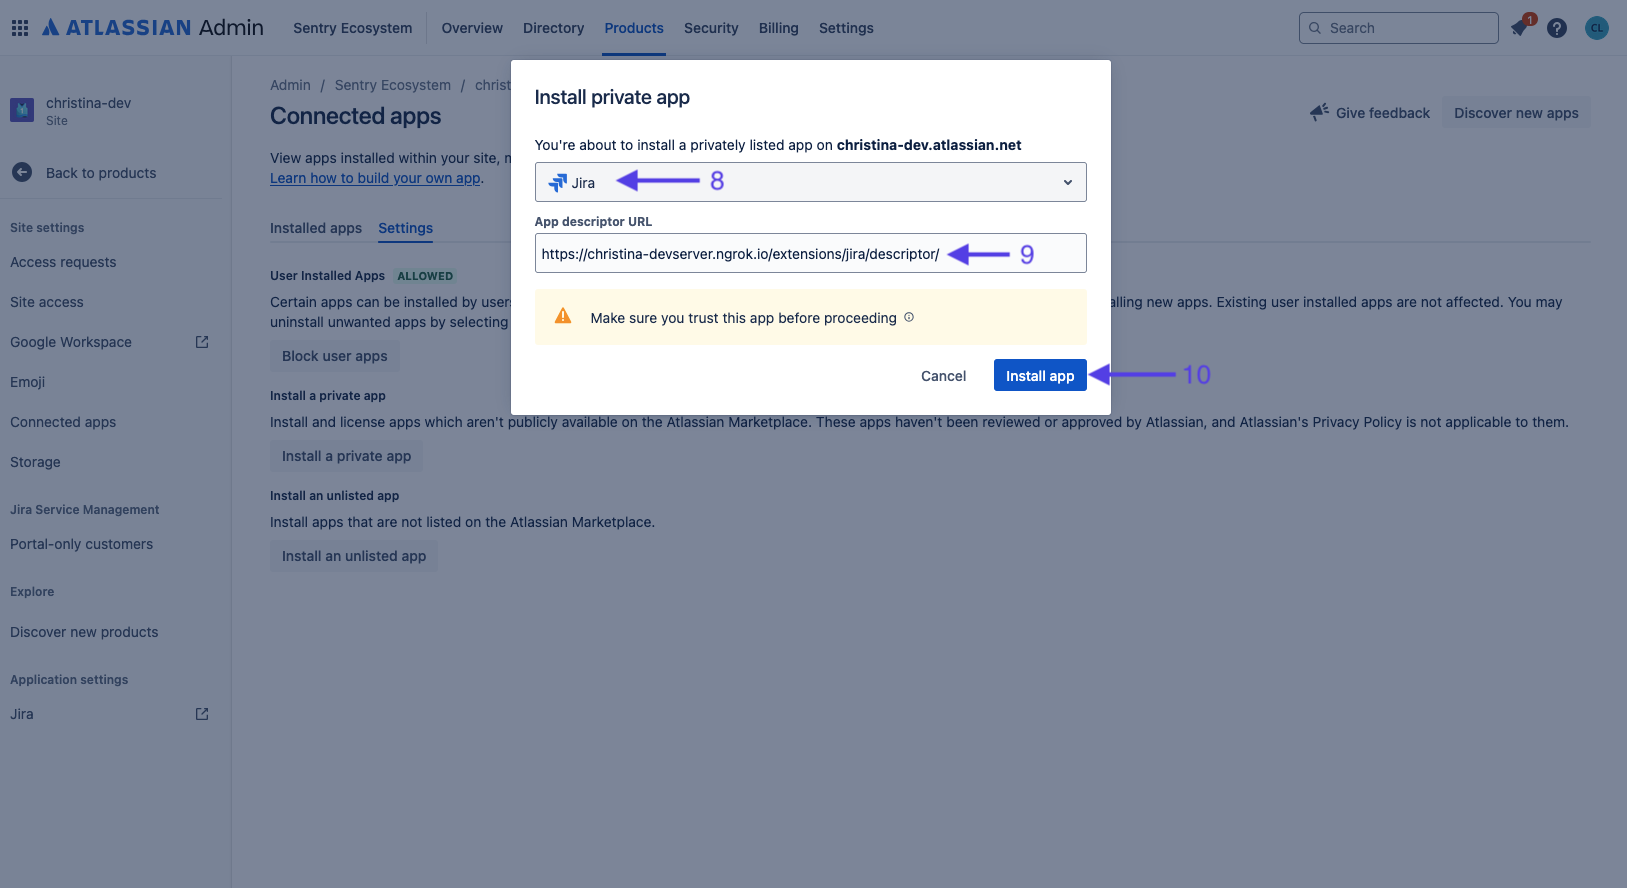 ATLASSIAN Admin
Sentry Ecosystem
Overview
Directory
Products
Security
Billing
Settings
Search
1
?
CL
christina-dev
Site
Back to products
Site settings
Access requests
Site access
Google Workspace
Emoji
Connected apps
Storage
Jira Service Management
Portal-only customers
Explore
Discover new products
Application settings
Jira
Admin / Sentry Ecosystem / christ
Connected apps
Give feedback
Discover new apps
View apps installed within your site,
Learn how to build your own app.
Installed apps
Settings
User Installed Apps ALLOWED
Certain apps can be installed by users
alling new apps. Existing user installed apps are not affected. You may
uninstall unwanted apps by selecting
Block user apps
Install a private app
Install and license apps which aren't publicly available on the Atlassian Marketplace. These apps haven't been reviewed or approved by Atlassian, and Atlassian's Privacy Policy is not applicable to them.
Install a private app
Install an unlisted app
Install apps that are not listed on the Atlassian Marketplace.
Install an unlisted app
Install private app
You're about to install a privately listed app on christina-dev.atlassian.net
Jira
8
App descriptor URL
https://christina-devserver.ngrok.io/extensions/jira/descriptor/
9
Make sure you trust this app before proceeding
Cancel
Install app
10